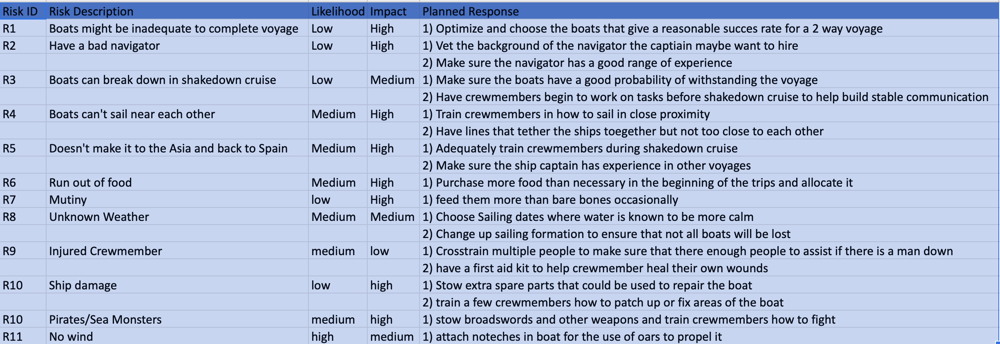 Risk ID Risk Description Likelihood Impact Planned Response
R1 Boats might be inadequate to complete voyage Low High 1) Optimize and choose the boats that give a reasonable succes rate for a 2 way voyage
R2 Have a bad navigator Low High 1) Vet the background of the navigator the captiain maybe want to hire
2) Make sure the navigator has a good range of experience
R3 Boats can break down in shakedown cruise Low Medium 1) Make sure the boats have a good probability of withstanding the voyage
2) Have crewmembers begin to work on tasks before shakedown cruise to help build stable communication
R4 Boats can't sail near each other Medium High 1) Train crewmembers in how to sail in close proximity
2) Have lines that tether the ships toegether but not too close to each other
R5 Doesn't make it to the Asia and back to Spain Medium High 1) Adequately train crewmembers during shakedown cruise
2) Make sure the ship captain has experience in other voyages
R6 Run out of food Medium High 1) Purchase more food than necessary in the beginning of the trips and allocate it
R7 Mutiny low High 1) feed them more than bare bones occasionally
R8 Unknown Weather Medium Medium 1) Choose Sailing dates where water is known to be more calm
2) Change up sailing formation to ensure that not all boats will be lost
R9 Injured Crewmember medium low 1) Crosstrain multiple people to make sure that there enough people to assist if there is a man down
2) have a first aid kit to help crewmember heal their own wounds
R10 Ship damage low high 1) Stow extra spare parts that could be used to repair the boat
2) train a few crewmembers how to patch up or fix areas of the boat
R10 Pirates/Sea Monsters medium high 1) stow broadswords and other weapons and train crewmembers how to fight
R11 No wind high medium 1) attach noteches in boat for the use of oars to propel it